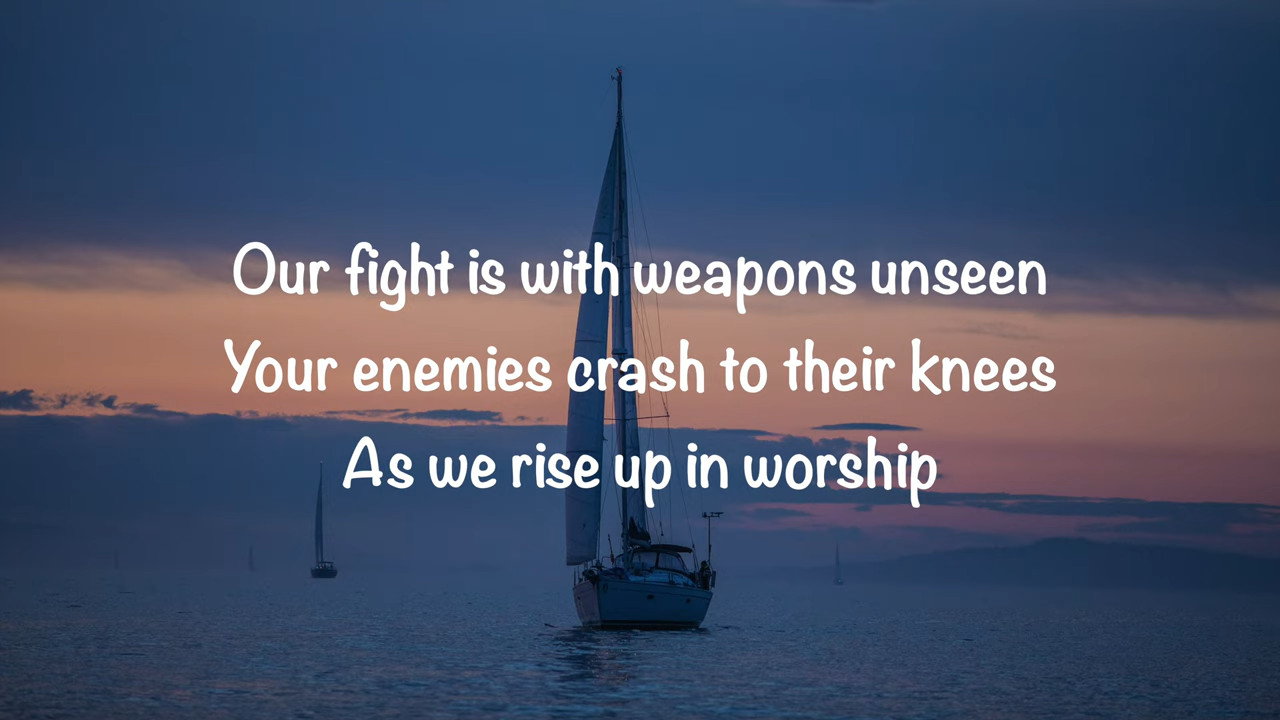 Our fight is with weapons unseen
Your enemies crash to their knees
As we rise up in worship